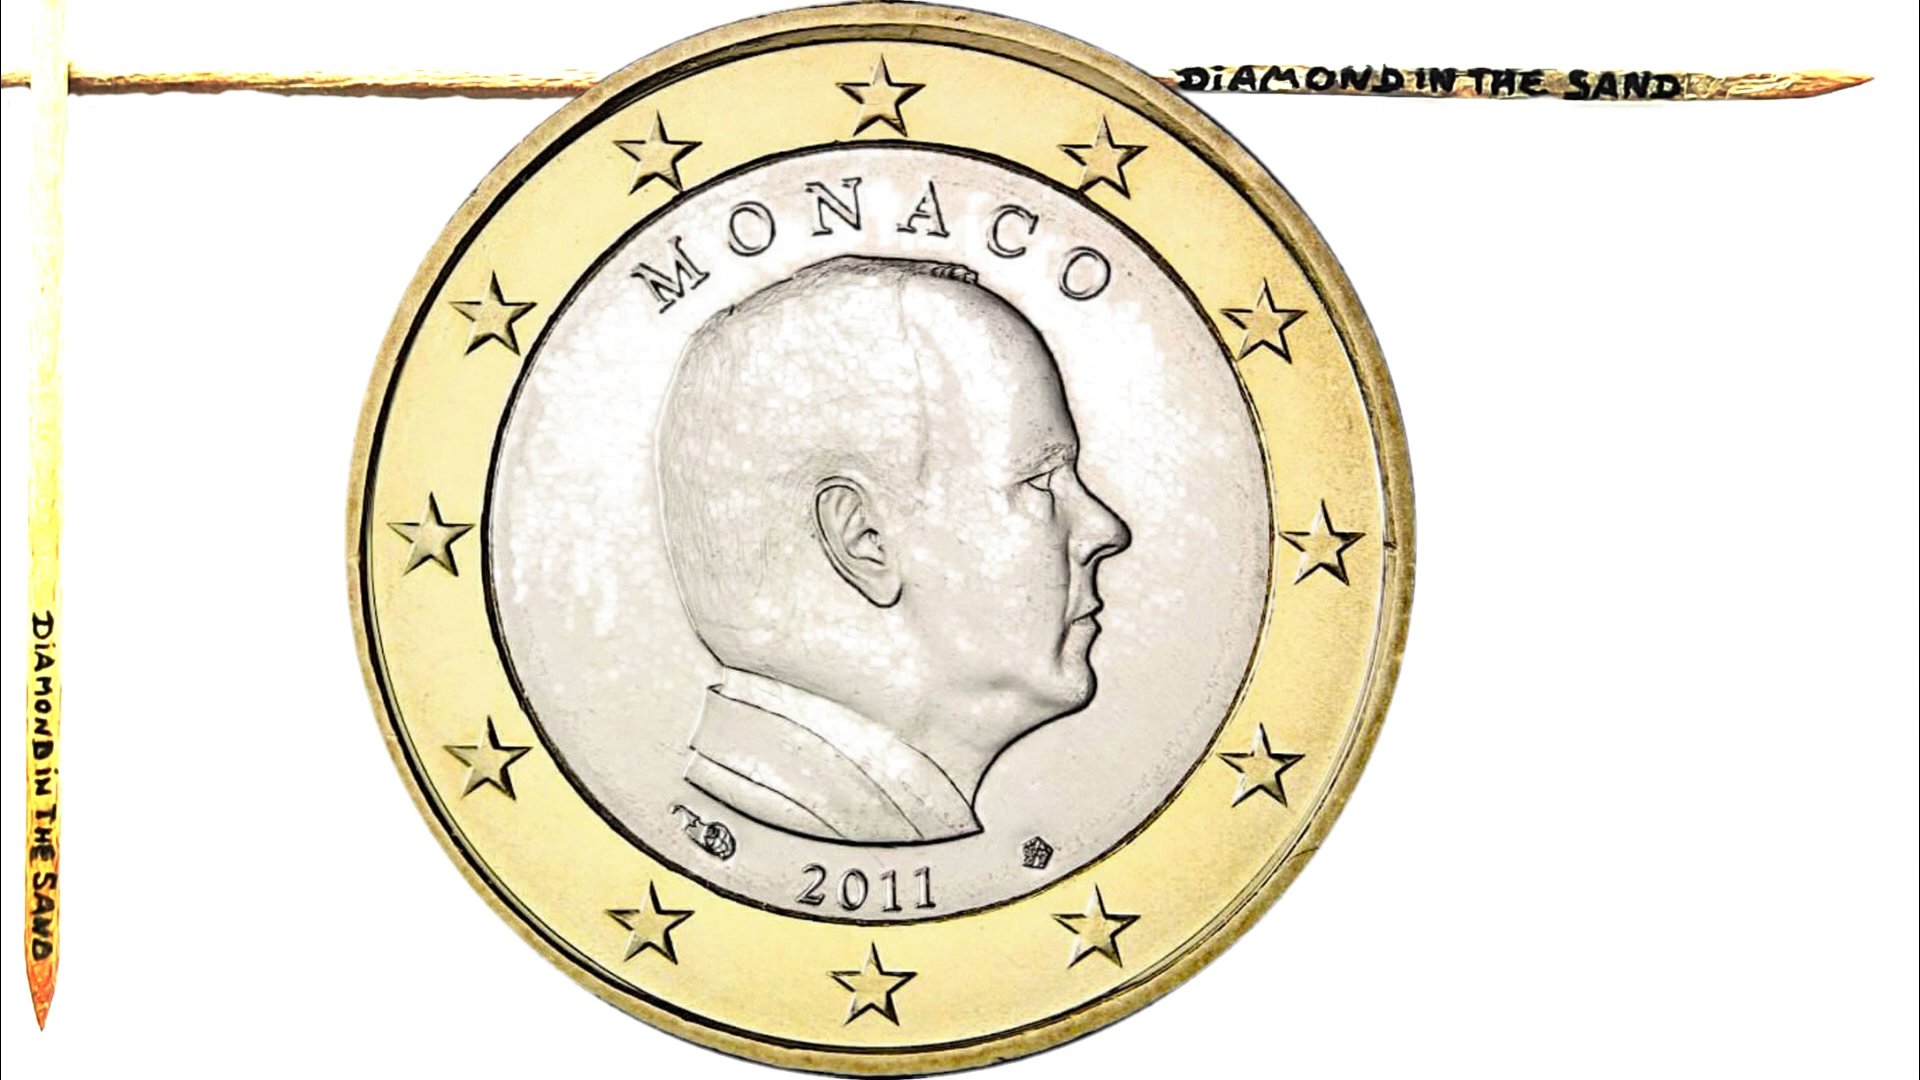 DiAMOND IN THE SAND
MONACO
DiAMOND iN THE SAND
2011